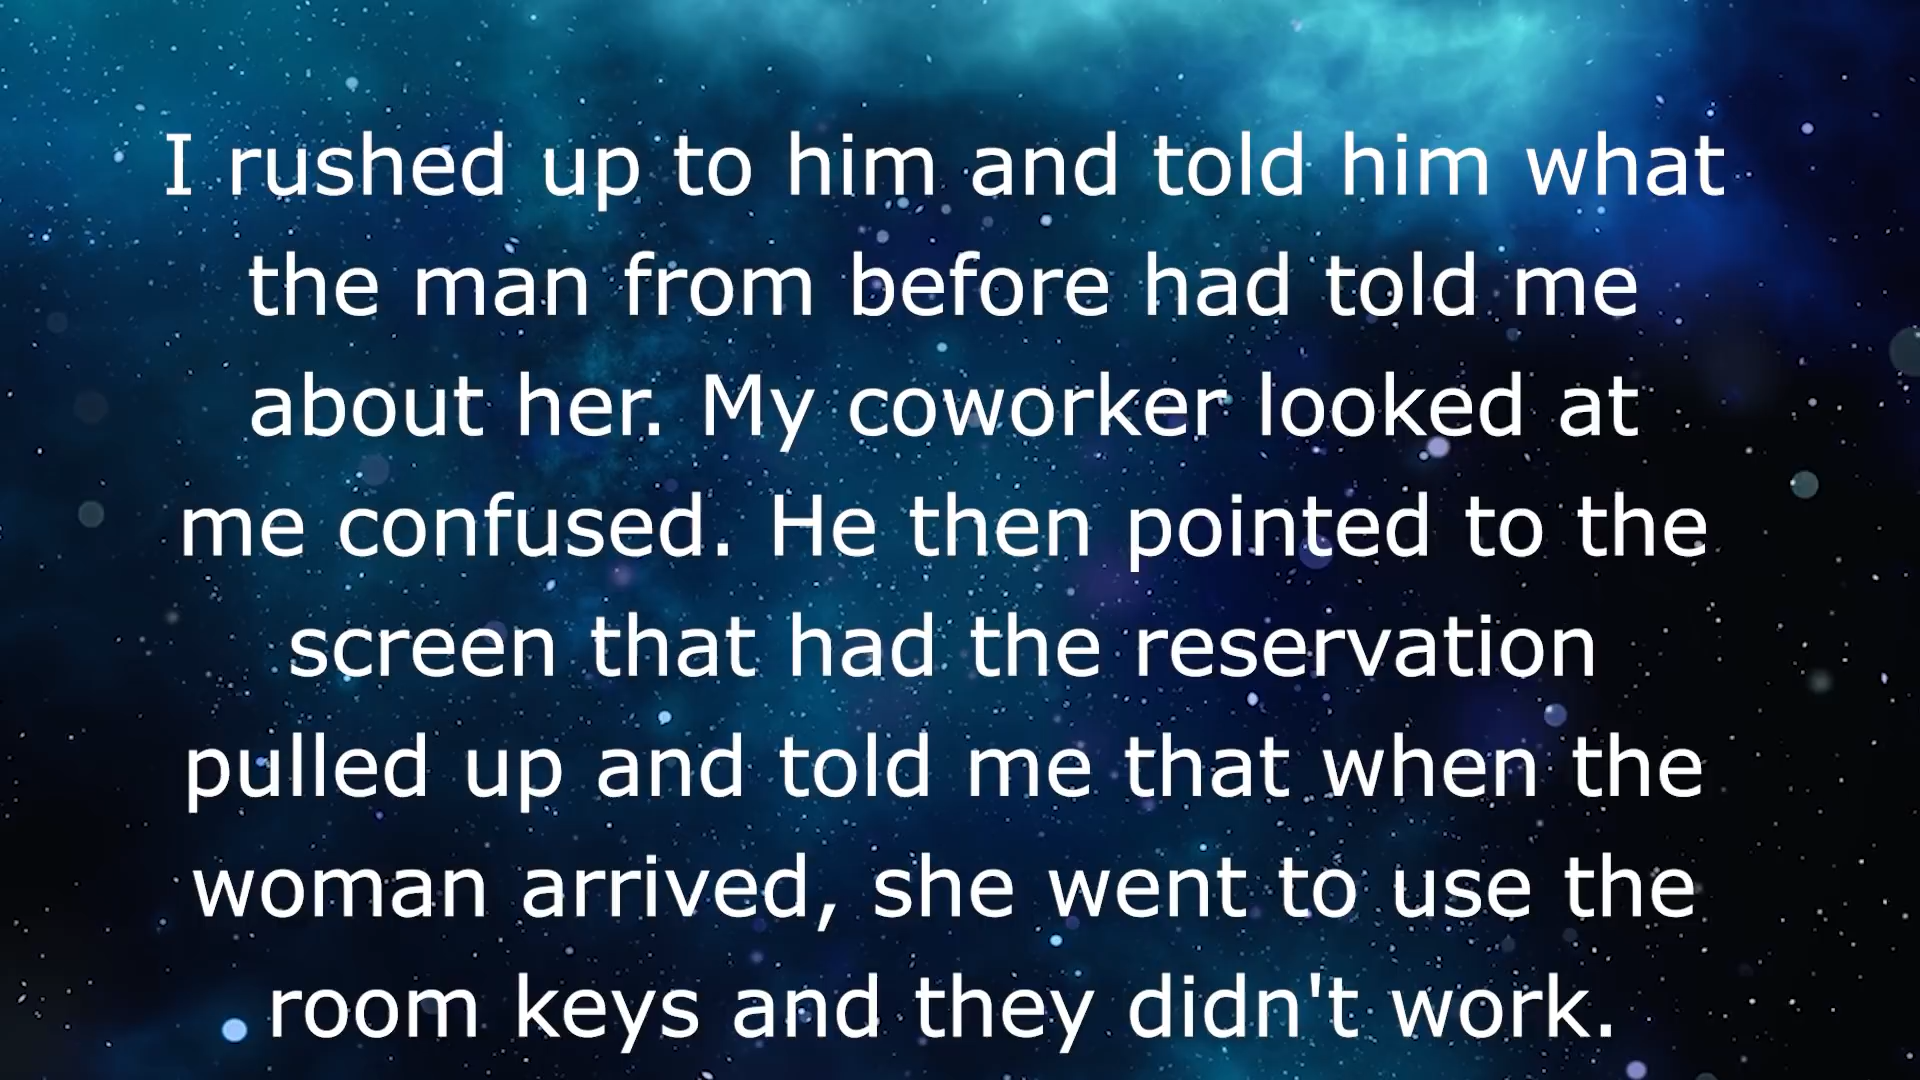 I rushed up to him and told him what
the man from before had told me
about her. My coworker looked at
me confused. He then pointed to the
screen that had the reservation
pulled up and told me that when the
woman arrived, she went to use the
room keys and they didn't work.